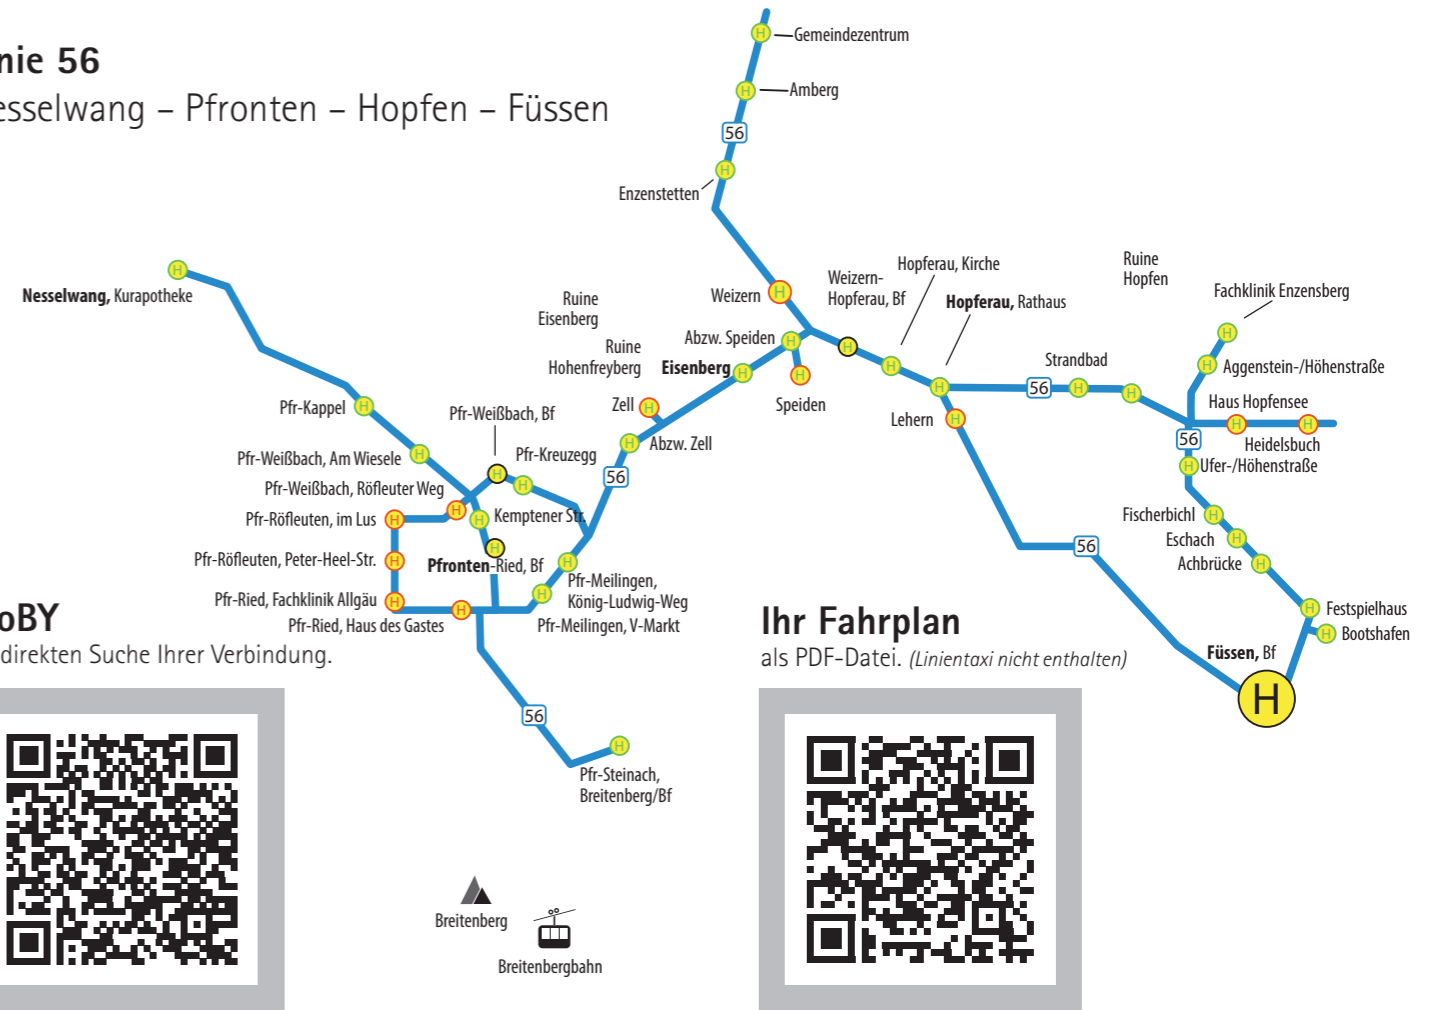 nie 56
esselwang – Pfronten – Hopfen – Füssen
Gemeindezentrum
Amberg
56
Enzenstetten
Weizern
Nesselwang, Kurapotheke
Ruine
Eisenberg
Ruine
Hohenfreyberg
Abzw. Speiden
Eisenberg
Speiden
Zell
Abzw. Zell
56
Weizern-
Hopferau, Bf
Hopferau, Kirche
Hopferau, Rathaus
Lehern
56
Strandbad
56
Ruine
Hopfen
Fachklinik Enzensberg
Aggenstein-/Höhenstraße
Haus Hopfensee
Heidelsbuch
56
Ufer-/Höhenstraße
Fischerbichl
Eschach
Achbrücke
Festspielhaus
Bootshafen
Füssen, Bf
H
Pfr-Kappel
Pfr-Weißbach, Am Wiesele
Pfr-Weißbach, Bf
Pfr-Kreuzegg
Pfr-Weißbach, Röfleuter Weg
Pfr-Röfleuten, im Lus
Kemptener Str.
Pfr-Röfleuten, Peter-Heel-Str.
Pfronten-Ried, Bf
Pfr-Ried, Fachklinik Allgäu
Pfr-Ried, Haus des Gastes
Pfr-Meilingen,
König-Ludwig-Weg
Pfr-Meilingen, V-Markt
56
Pfr-Steinach,
Breitenberg/Bf
Breitenberg
Breitenbergbahn
oBY
direkten Suche Ihrer Verbindung.
Ihr Fahrplan
als PDF-Datei. (Linientaxi nicht enthalten)